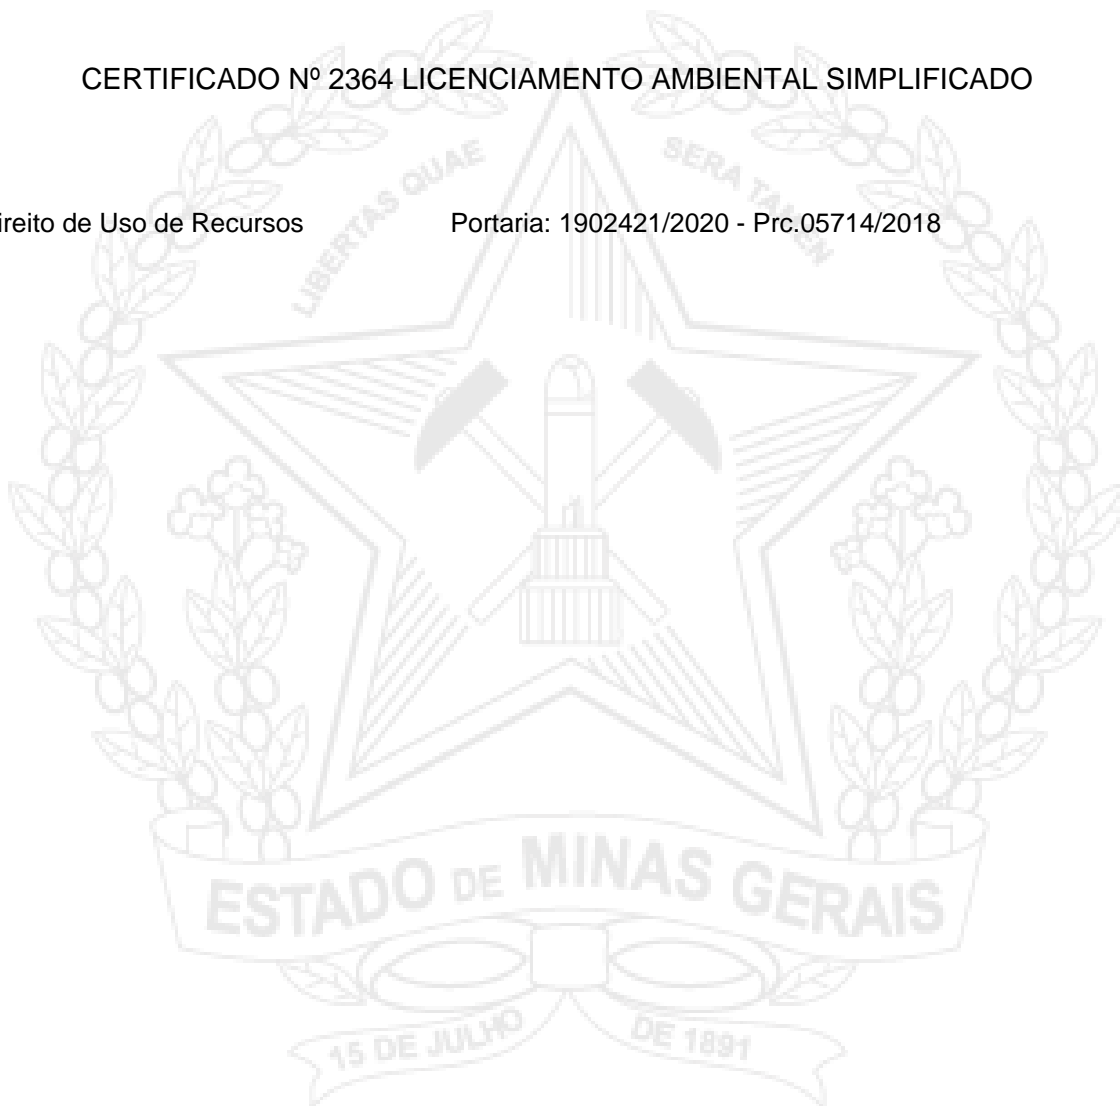 CERTIFICADO Nº 2364 LICENCIAMENTO AMBIENTAL SIMPLIFICADO
LIBERTAS QUAE SERA TAMEN
ireito de Uso de Recursos Portaria: 1902421/2020 - Prc.05714/2018
ESTADO DE MINAS GERAIS
15 DE JULHO DE 1891